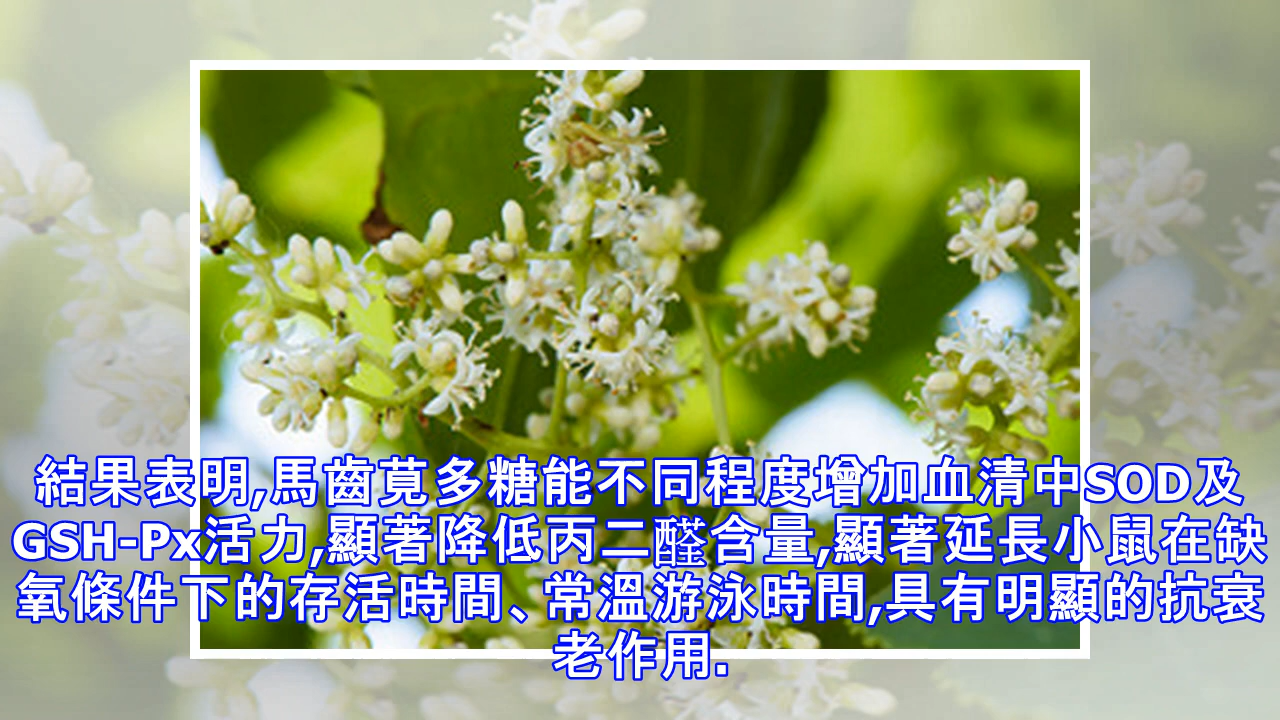 結果表明,馬齒莧多糖能不同程度增加血清中SOD及
GSH-Px活力,顯著降低丙二醛含量,顯著延長小鼠在缺
氧條件下的存活時間、常溫游泳時間,具有明顯的抗衰
老作用.